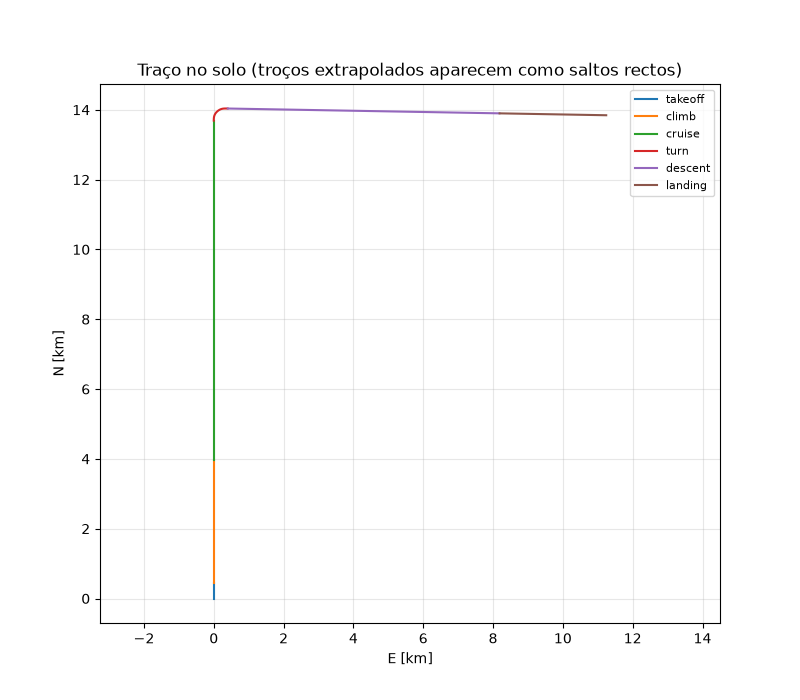 Traço no solo (troços extrapolados aparecem como saltos rectos)
takeoff
climb
cruise
turn
descent
landing
14
12
10
8
6
4
2
0
N [km]
−2 0 2 4 6 8 10 12 14
E [km]